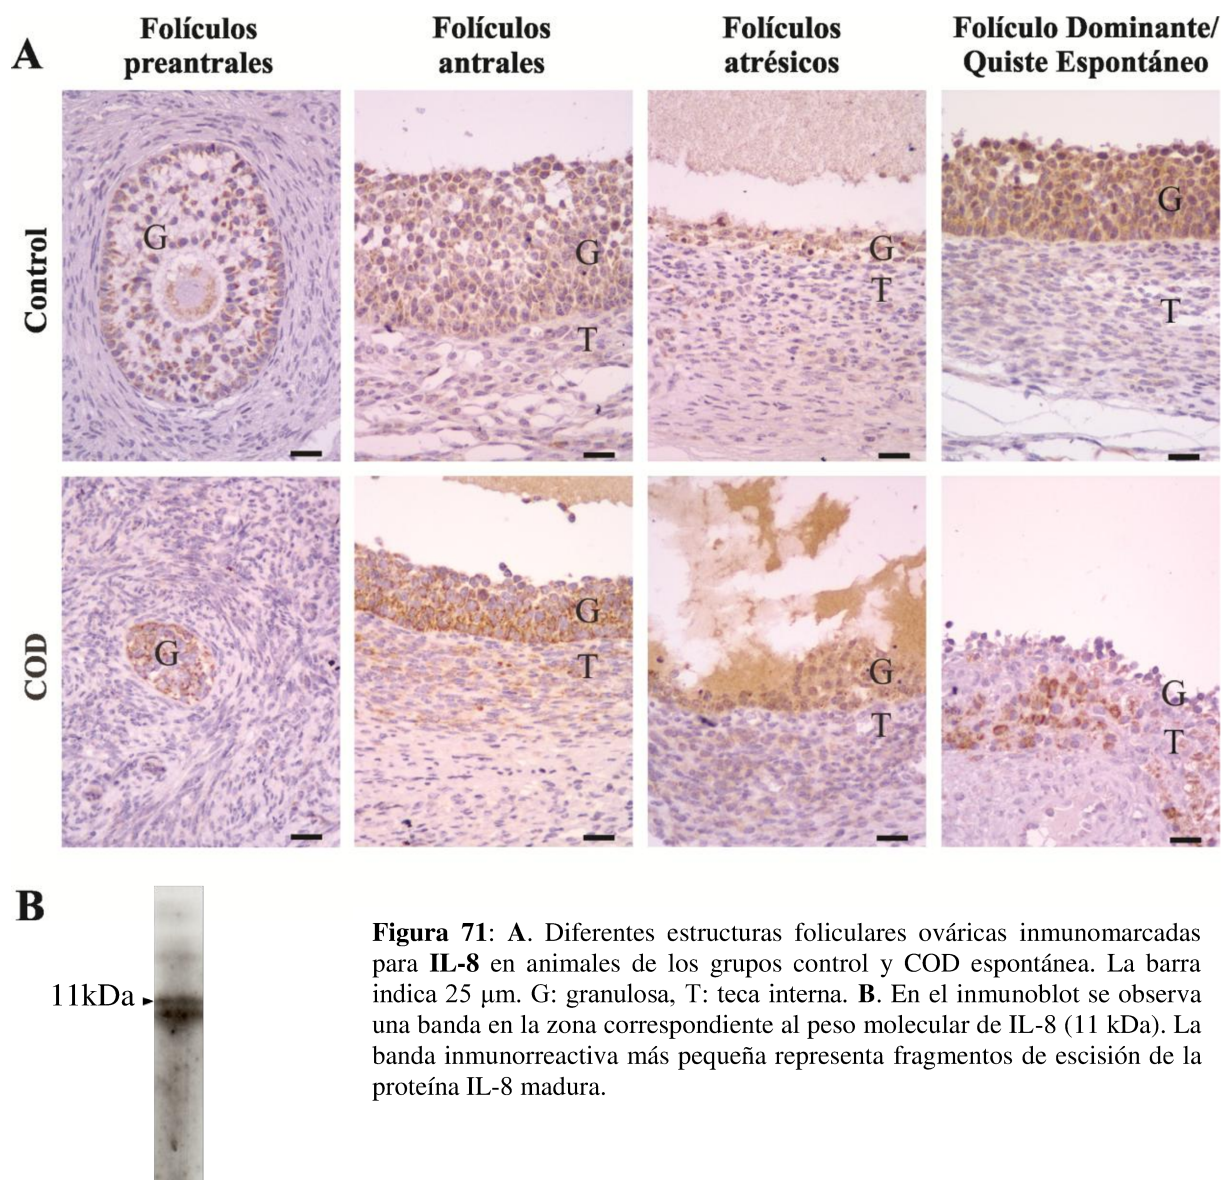 A
Folículos
preantrales
Folículos
antrales
Folículos
atrésicos
Folículo Dominante/
Quiste Espontáneo
Control
G
G
T
G
T
G
T
COD
G
G
T
G
T
G
T
B
11kDa
Figura 71: A. Diferentes estructuras foliculares ováricas inmunomarcadas
para IL-8 en animales de los grupos control y COD espontánea. La barra
indica 25 μm. G: granulosa, T: teca interna. B. En el inmunoblot se observa
una banda en la zona correspondiente al peso molecular de IL-8 (11 kDa). La
banda inmunorreactiva más pequeña representa fragmentos de escisión de la
proteína IL-8 madura.